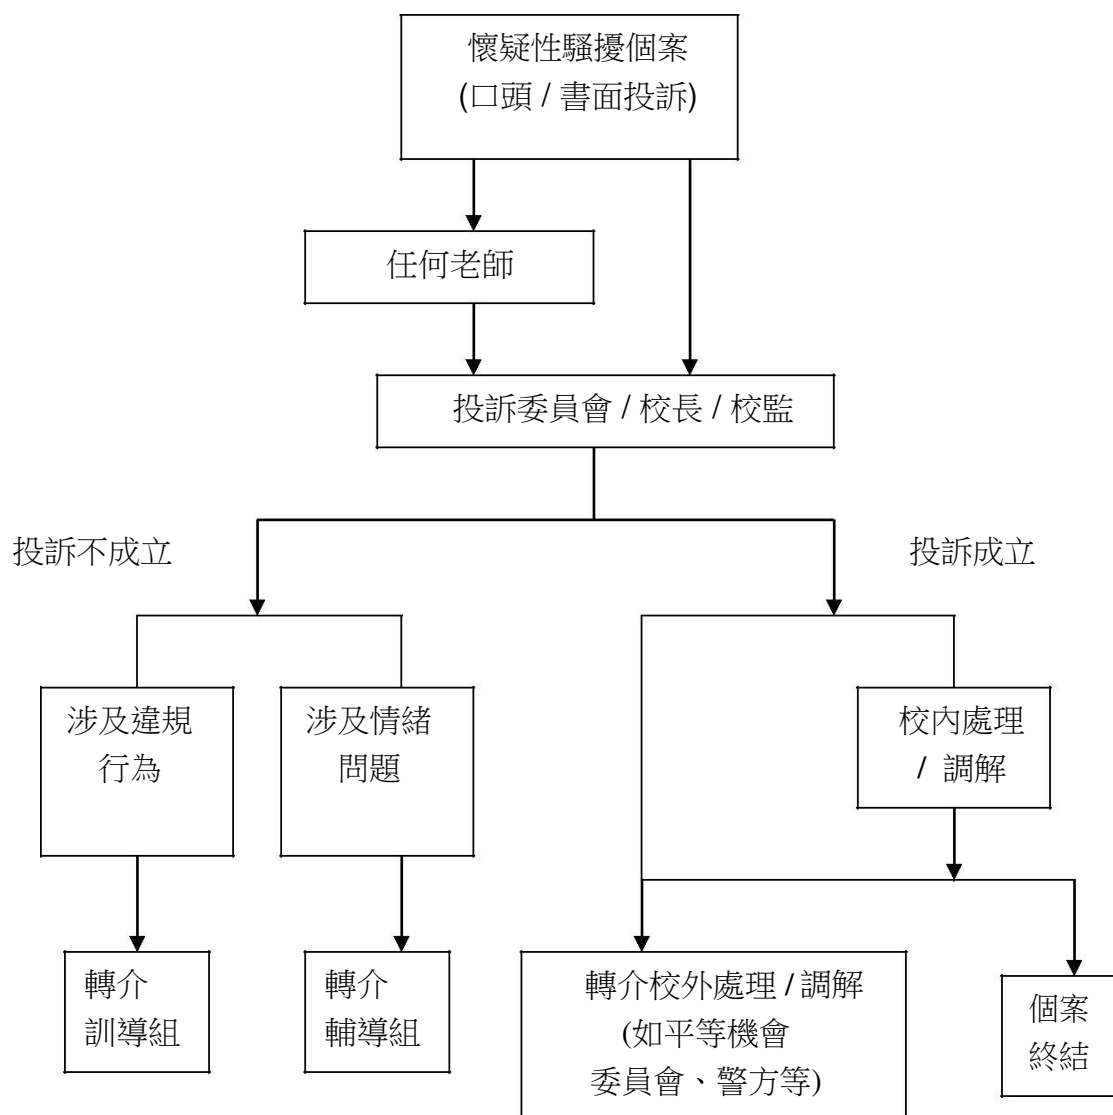 懷疑性騷擾個案
(口頭 / 書面投訴)
任何老師
投訴委員會 / 校長 / 校監
投訴不成立
投訴成立
涉及違規
行為
涉及情緒
問題
校內處理
/ 調解
轉介
訓導組
轉介
輔導組
轉介校外處理 / 調解
(如平等機會
委員會、警方等)
個案
終結